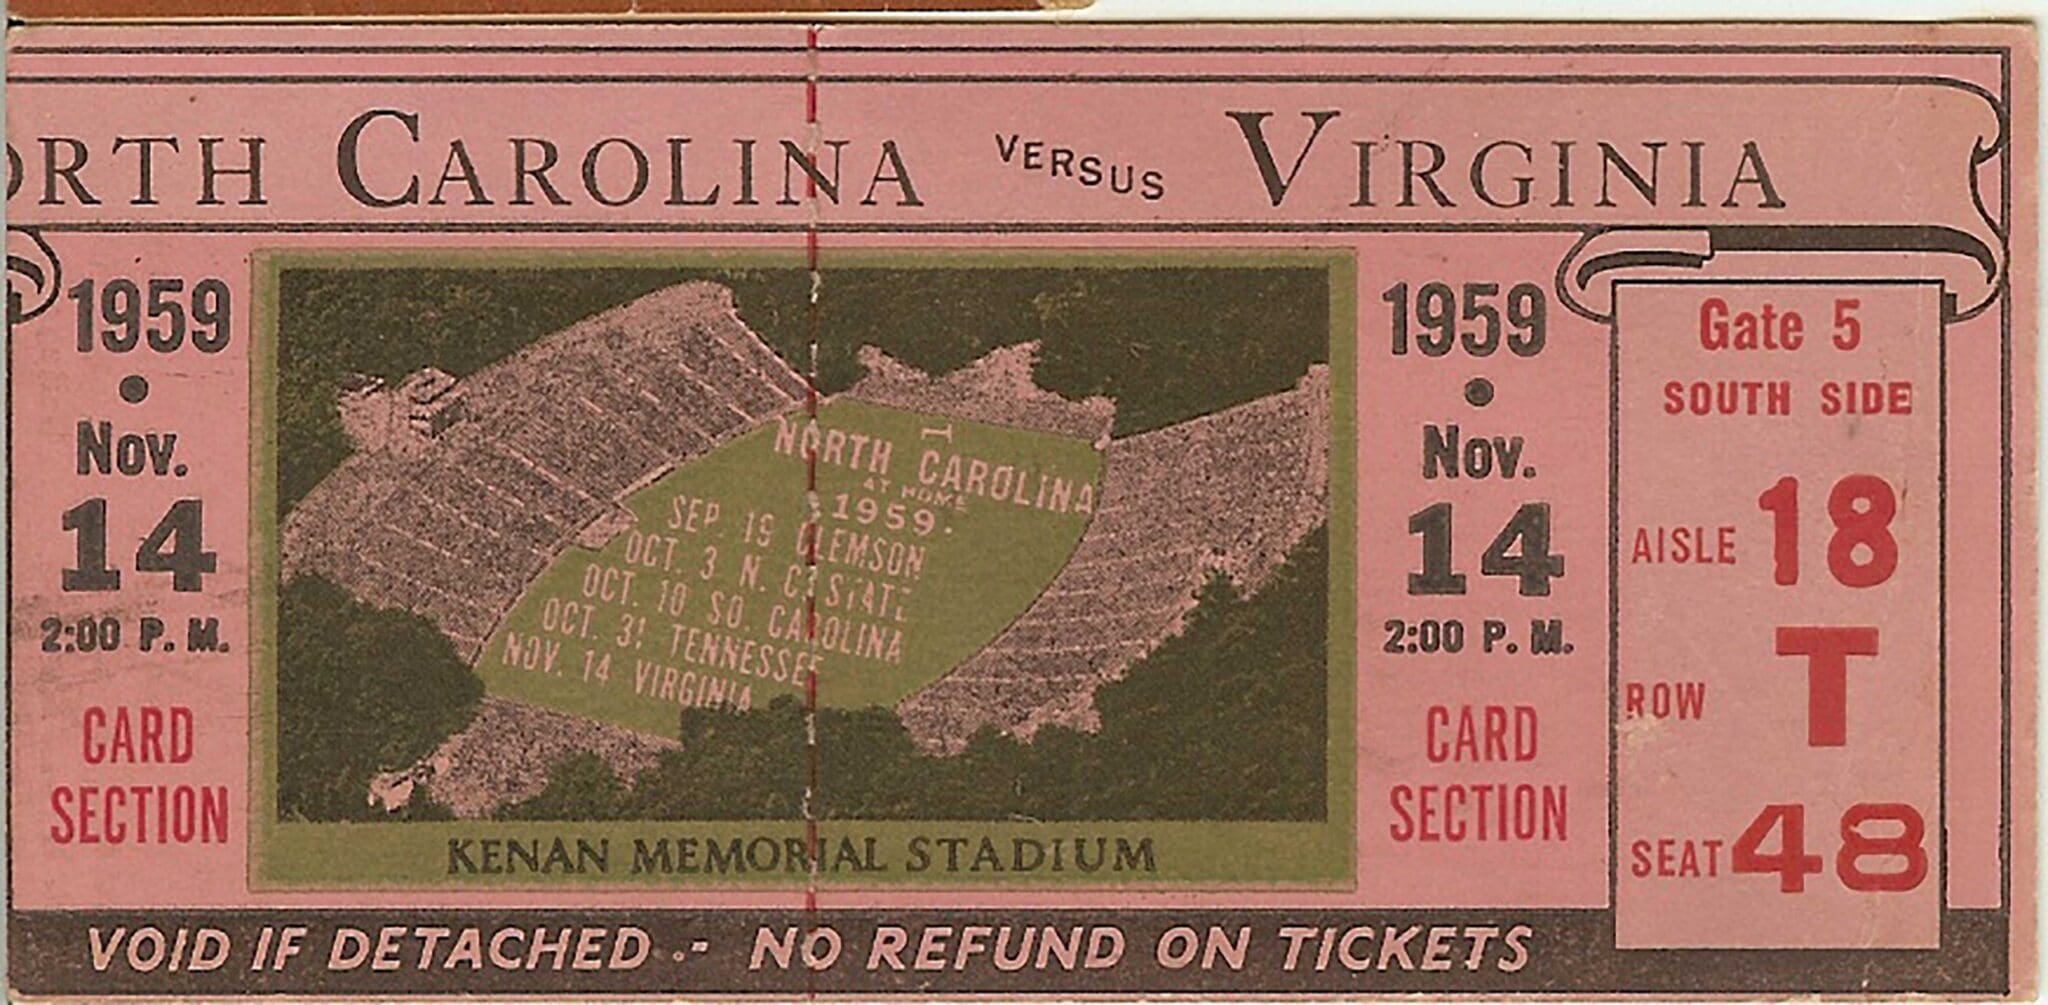 ORTH CAROLINA VERSUS VIRGINIA
1959
Nov.
14
2:00 P. M.
CARD
SECTION
NORTH CAROLINA
AT HOME
1959.
SEP. 19 CLEMSON
OCT. 3 N. C. STATE
OCT. 10 SO. CAROLINA
OCT. 31 TENNESSEE
NOV. 14 VIRGINIA
KENAN MEMORIAL STADIUM
1959
Nov.
14
2:00 P. M.
CARD
SECTION
Gate 5
SOUTH SIDE
AISLE 18
ROW T
SEAT 48
VOID IF DETACHED .- NO REFUND ON TICKETS